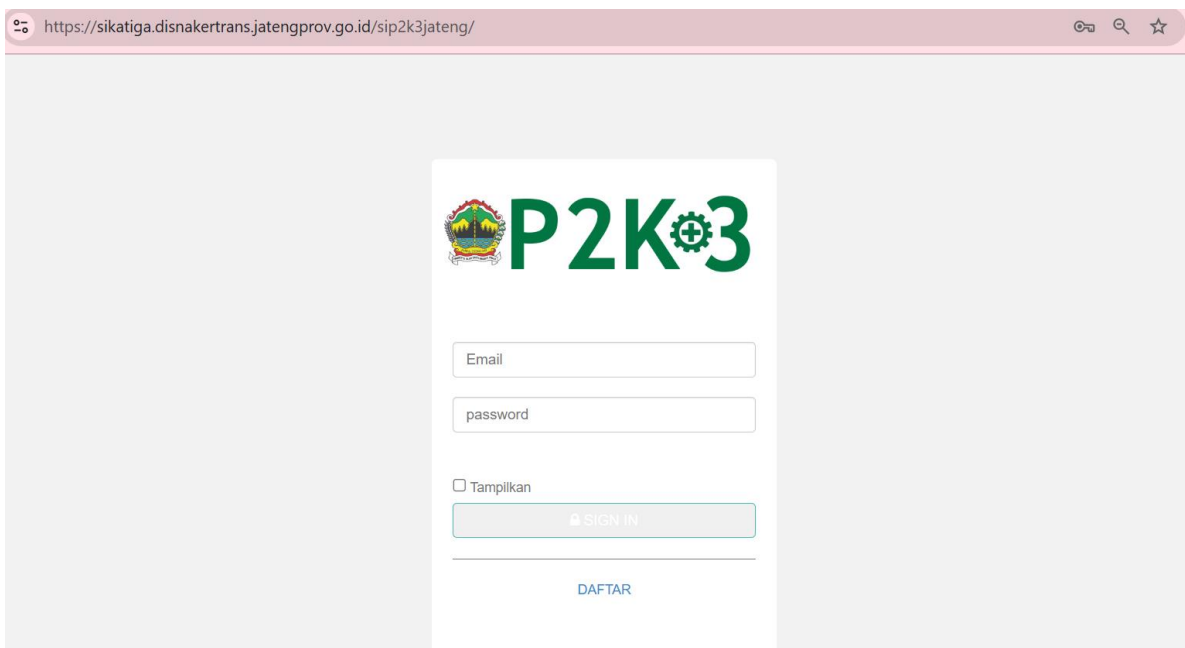 https://sikatiga.disnakertrans.jatengprov.go.id/sip2k3jateng/
P2K3
Email
password
Tampilkan
SIGN IN
DAFTAR